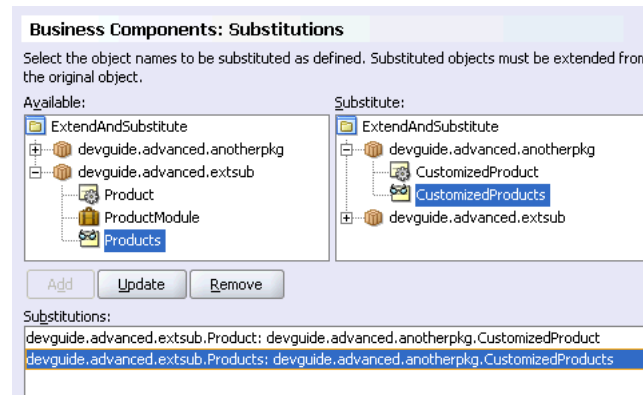 Business Components: Substitutions
Select the object names to be substituted as defined. Substituted objects must be extended from
the original object.
Available:
Substitute:
ExtendAndSubstitute
devguide.advanced.anotherpkg
devguide.advanced.extsub
Product
ProductModule
Products
ExtendAndSubstitute
devguide.advanced.anotherpkg
CustomizedProduct
CustomizedProducts
devguide.advanced.extsub
Add
Update
Remove
Substitutions:
devguide.advanced.extsub.Product: devguide.advanced.anotherpkg.CustomizedProduct
devguide.advanced.extsub.Products: devguide.advanced.anotherpkg.CustomizedProducts